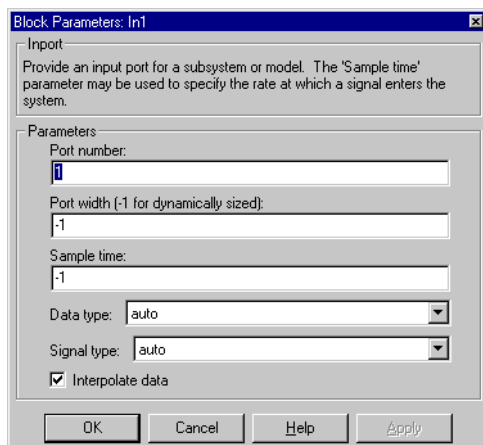 Block Parameters: In1
Inport
Provide an input port for a subsystem or model. The 'Sample time'
parameter may be used to specify the rate at which a signal enters the
system.
Parameters
Port number:
1
Port width (-1 for dynamically sized):
-1
Sample time:
-1
Data type: auto
Signal type: auto
Interpolate data
OK Cancel Help Apply